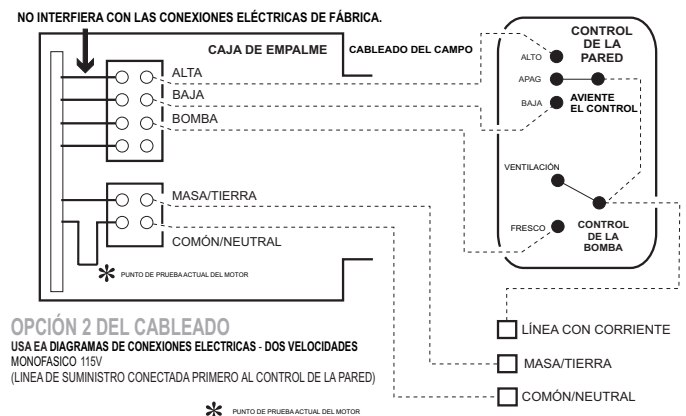 NO INTERFIERA CON LAS CONEXIONES ELÉCTRICAS DE FÁBRICA.
CAJA DE EMPALME
CABLEADO DEL CAMPO
CONTROL
DE LA
PARED
ALTO
APAG
BAJA
AVIENTE
EL CONTROL
ALTA
BAJA
BOMBA
VENTILACIÓN
MASA/TIERRA
FRESCO
CONTROL
DE LA
BOMBA
COMÓN/NEUTRAL
* PUNTO DE PRUEBA ACTUAL DEL MOTOR
OPCIÓN 2 DEL CABLEADO
USA EA DIAGRAMAS DE CONEXIONES ELECTRICAS - DOS VELOCIDADES
MONOFASICO 115V
(LINEA DE SUMINISTRO CONECTADA PRIMERO AL CONTROL DE LA PARED)
LÍNEA CON CORRIENTE
MASA/TIERRA
COMÓN/NEUTRAL
* PUNTO DE PRUEBA ACTUAL DEL MOTOR